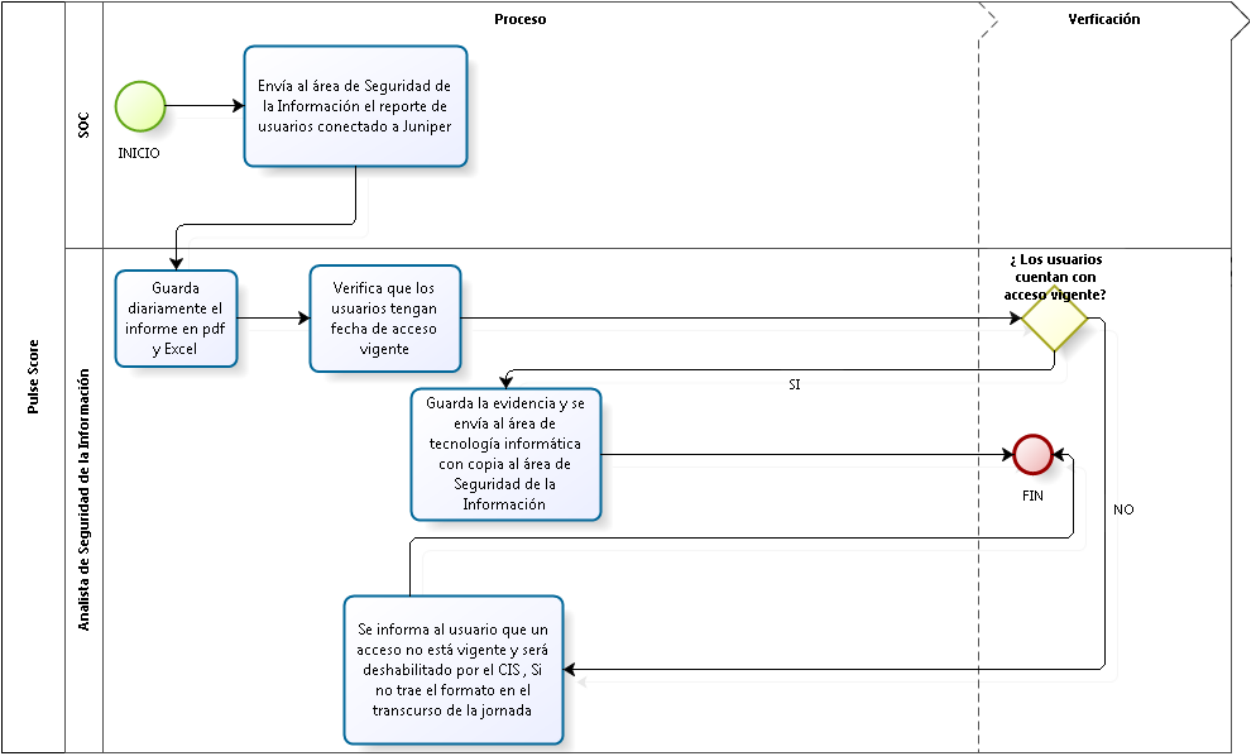 Proceso
Verficación
Pulse Score
SOC
INICIO
Envía al área de Seguridad de
la Información el reporte de
usuarios conectado a Juniper
Analista de Seguridad de la Información
Guarda
diariamente el
informe en pdf
y Excel
Verifica que los
usuarios tengan
fecha de acceso
vigente
¿ Los usuarios
cuentan con
acceso vigente?
SI
Guarda la evidencia y se
envía al área de
tecnología informática
con copia al área de
Seguridad de la
Información
FIN
NO
Se informa al usuario que un
acceso no está vigente y será
deshabilitado por el CIS , Si
no trae el formato en el
transcurso de la jornada